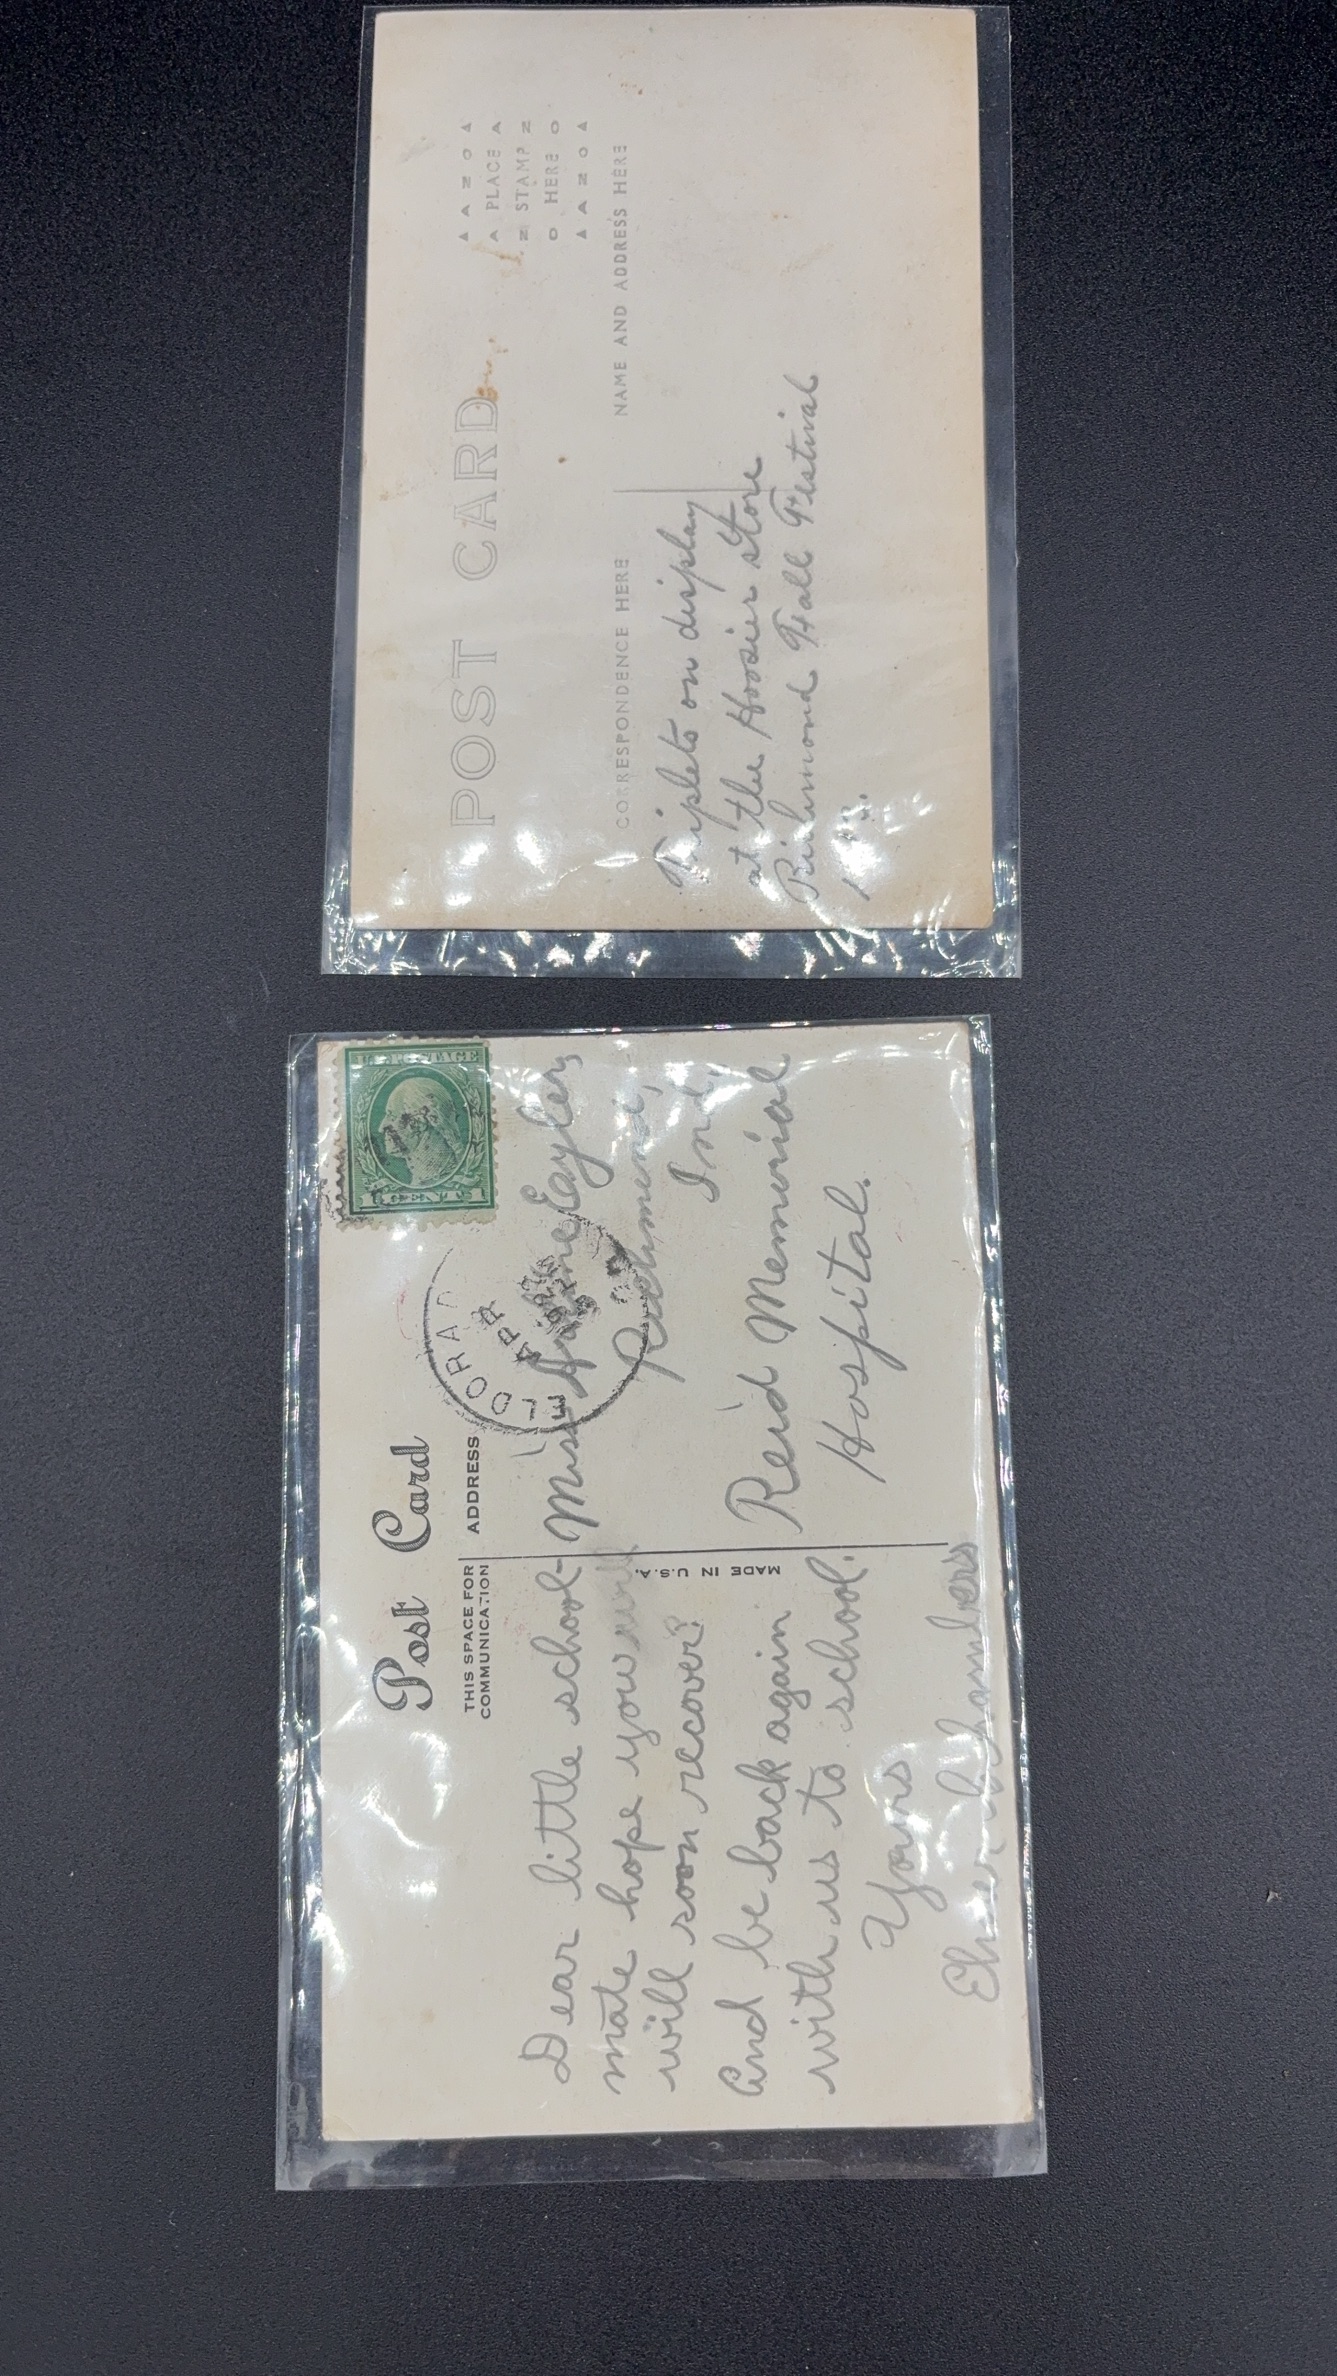 POST CARD
▲ A Z O ▲
A PLACE A
Z STAMP Z
O HERE O
▲ A Z O ▲
CORRESPONDENCE HERE
NAME AND ADDRESS HERE
Triplets on display
at the Hoosier store
Richmond Fall Festival
Post Card
THIS SPACE FOR
COMMUNICATION
ADDRESS
MADE IN U.S.A.
Dear little school-
mate hope you
will soon recover.
and be back again
with us to school.
Yours
Chambers
1 CENT 1
DORAD
APR
Miss Eayler,
Richmond,
Ind,
Reid Memorial
Hospital.